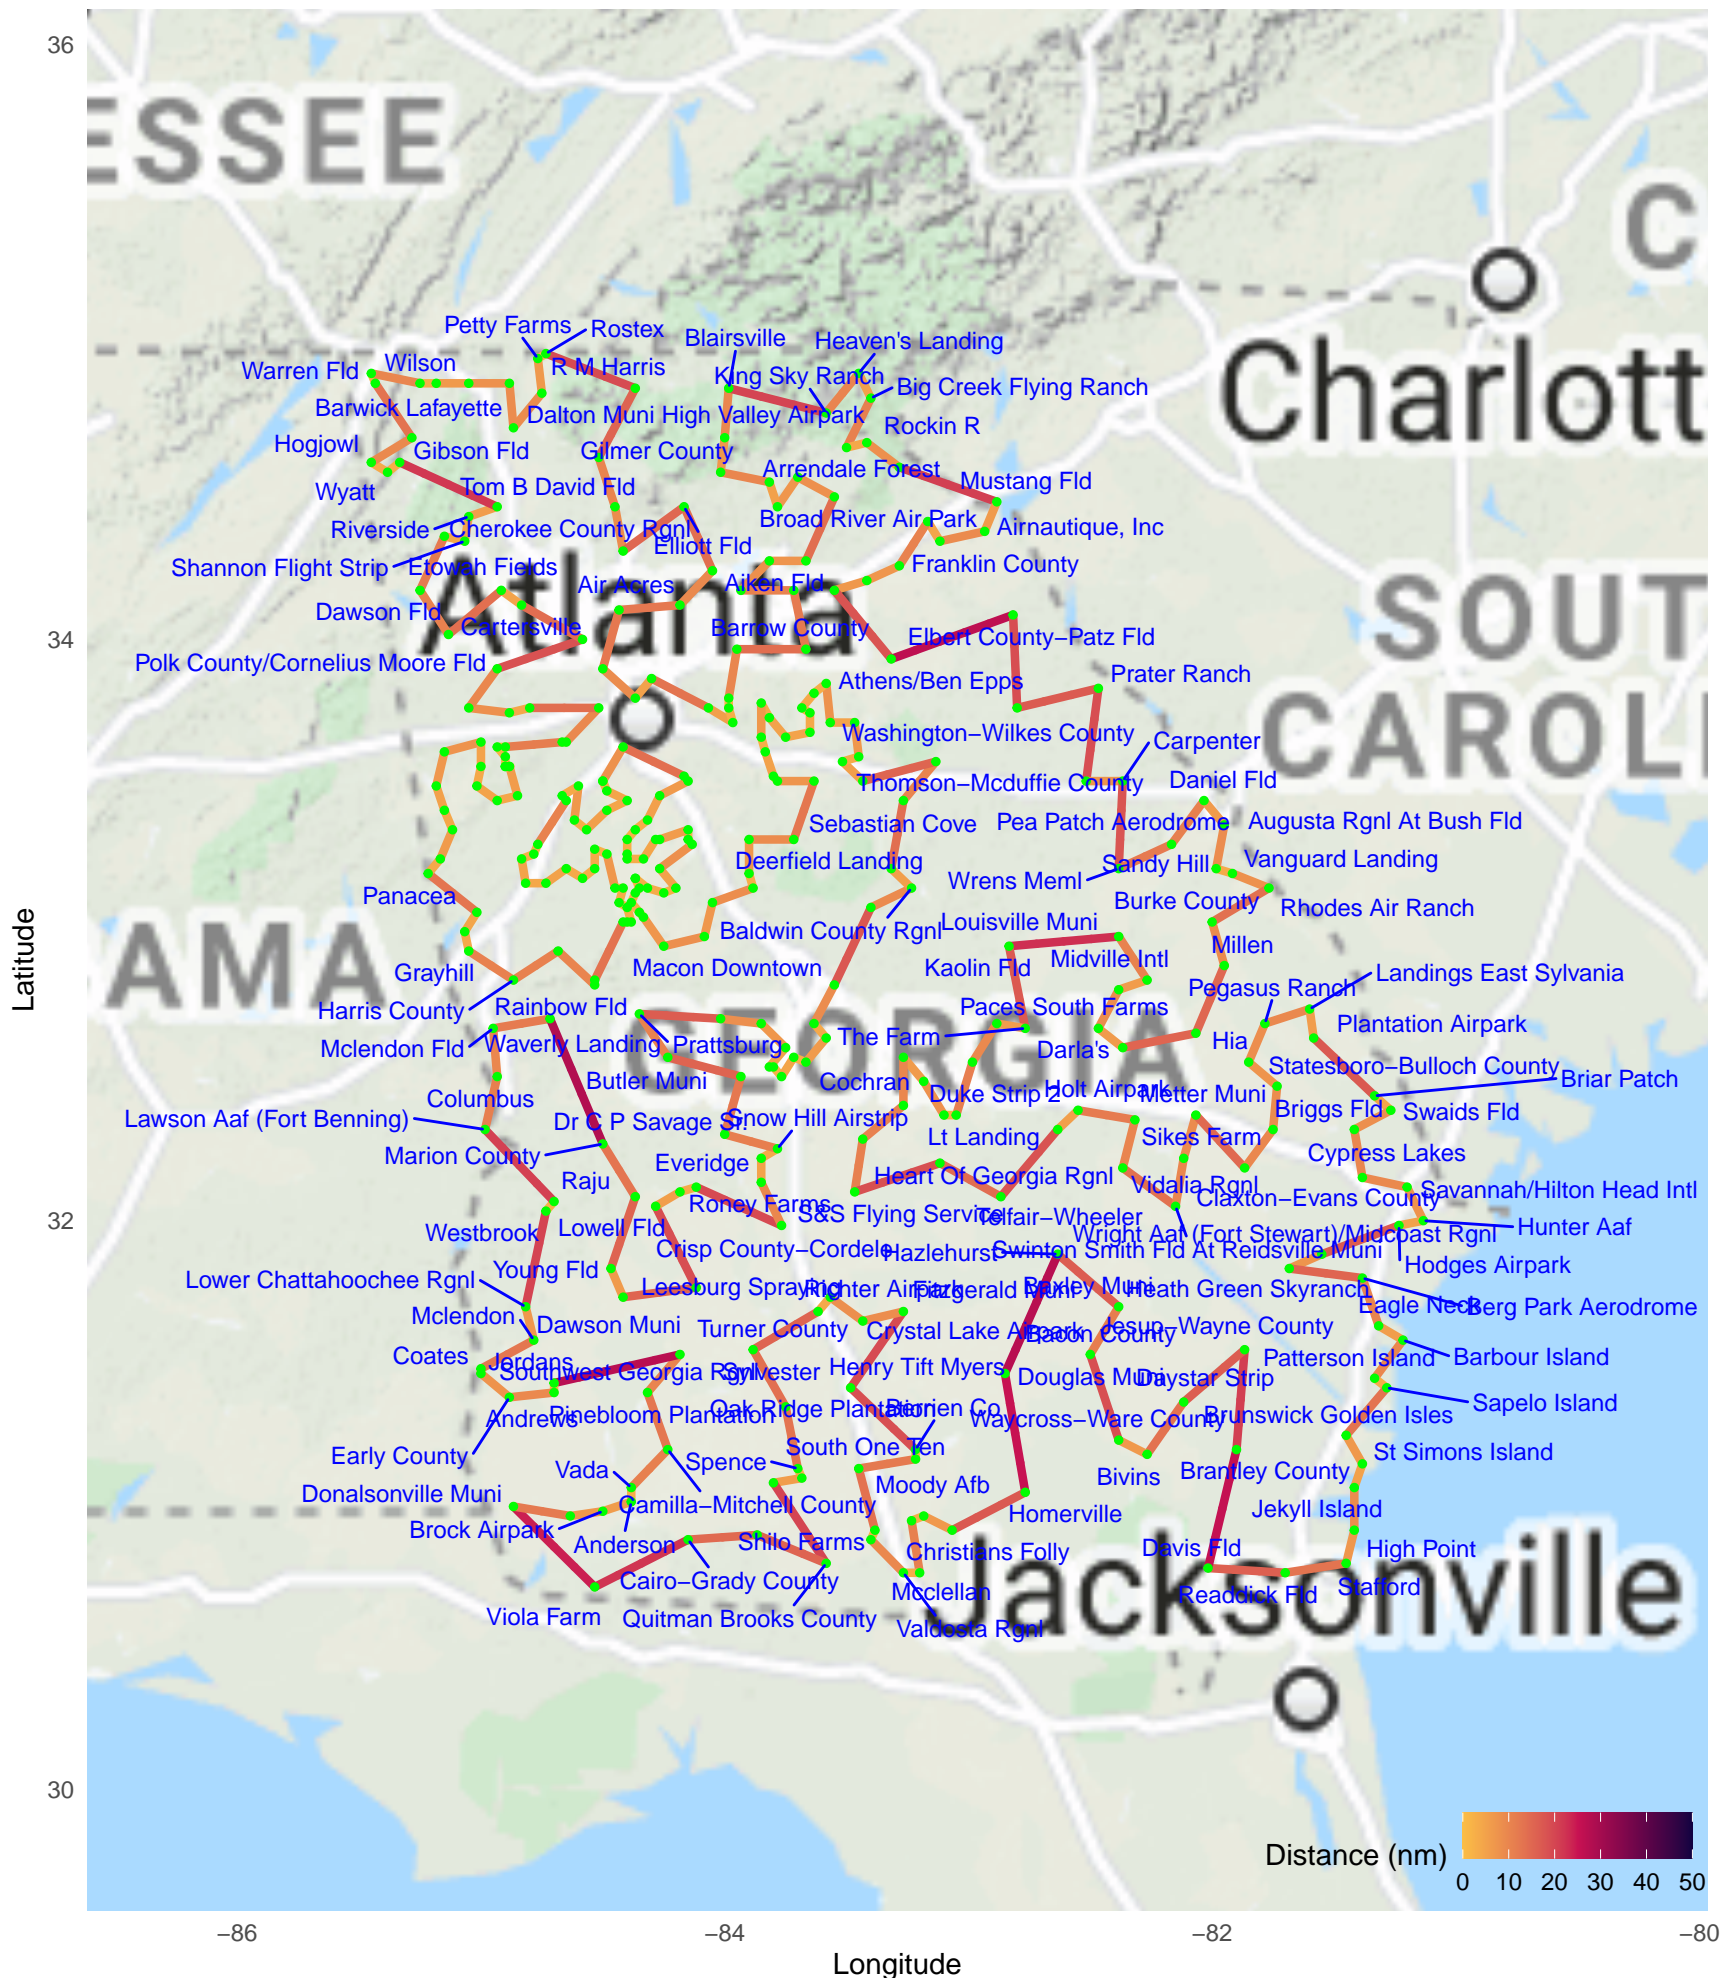 36
ESSEE
C
Charlott
Petty Farms
Rostex
Blairsville
Heaven's Landing
Warren Fld
Wilson
R M Harris
King Sky Ranch
Big Creek Flying Ranch
Barwick Lafayette
Dalton Muni
High Valley Airpark
Rockin R
Hogjowl
Gibson Fld
Gilmer County
Arrendale Forest
Mustang Fld
Wyatt
Tom B David Fld
Broad River Air Park
Airnautique, Inc
Riverside
Cherokee County Rgnl
Elliott Fld
Shannon Flight Strip
Etowah Fields
Franklin County
Air Acres
Aiken Fld
Atlanta
Dawson Fld
Cartersville
Barrow County
Elbert County−Patz Fld
34
SOUT
CAROLI
Polk County/Cornelius Moore Fld
Athens/Ben Epps
Prater Ranch
Washington−Wilkes County
Carpenter
Thomson−Mcduffie County
Daniel Fld
Sebastian Cove
Pea Patch Aerodrome
Augusta Rgnl At Bush Fld
Deerfield Landing
Sandy Hill
Vanguard Landing
Wrens Meml
Panacea
Burke County
Rhodes Air Ranch
Baldwin County Rgnl
Louisville Muni
Millen
AMA
Grayhill
Macon Downtown
Kaolin Fld
Midville Intl
Landings East Sylvania
Pegasus Ranch
Harris County
Rainbow Fld
Paces South Farms
Plantation Airpark
GEORGIA
Mclendon Fld
Waverly Landing
Prattsburg
The Farm
Darla's
Hia
Statesboro−Bulloch County
Butler Muni
Cochran
Duke Strip 2
Holt Airpark
Metter Muni
Briar Patch
Columbus
Briggs Fld
Swaids Fld
Lawson Aaf (Fort Benning)
Dr C P Savage Sr.
Snow Hill Airstrip
Lt Landing
Sikes Farm
Cypress Lakes
Marion County
Everidge
Raju
Heart Of Georgia Rgnl
Vidalia Rgnl
Claxton−Evans County
Savannah/Hilton Head Intl
32
Roney Farms
S&S Flying Service
Telfair−Wheeler
Westbrook
Lowell Fld
Wright Aaf (Fort Stewart)/Midcoast Rgnl
Hunter Aaf
Crisp County−Cordele
Hazlehurst
Swinton Smith Fld At Reidsville Muni
Hodges Airpark
Lower Chattahoochee Rgnl
Young Fld
Leesburg Spraying
Richter Airpark
Fitzgerald Muni
Baxley Muni
Heath Green Skyranch
Eagle Neck
Berg Park Aerodrome
Mclendon
Dawson Muni
Turner County
Crystal Lake Airpark
Bacon County
Jesup−Wayne County
Coates
Jordans
Southwest Georgia Rgnl
Sylvester
Henry Tift Myers
Douglas Muni
Daystar Strip
Patterson Island
Barbour Island
Andrews
Pinebloom Plantation
Oak Ridge Plantation
Berrien Co
Waycross−Ware County
Brunswick Golden Isles
Sapelo Island
Early County
South One Ten
St Simons Island
Vada
Spence
Moody Afb
Bivins
Brantley County
Donalsonville Muni
Camilla−Mitchell County
Homerville
Jekyll Island
Brock Airpark
Anderson
Shilo Farms
Christians Folly
Davis Fld
High Point
Cairo−Grady County
Mcclellan
Readdick Fld
Stafford
Jacksonville
Viola Farm
Quitman Brooks County
Valdosta Rgnl
30
Distance (nm)
0 10 20 30 40 50
−86 −84 −82 −80
Longitude
Latitude